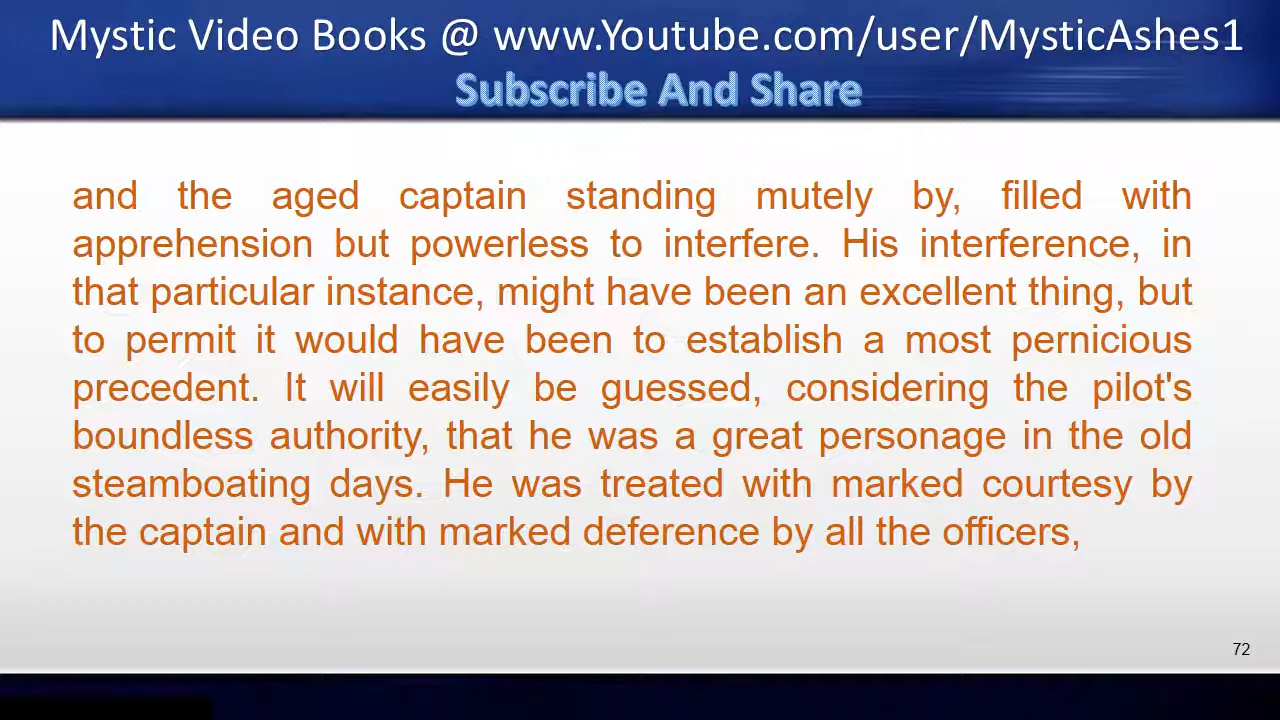 Mystic Video Books @ www.Youtube.com/user/MysticAshes1
Subscribe And Share
and the aged captain standing mutely by, filled with
apprehension but powerless to interfere. His interference, in
that particular instance, might have been an excellent thing, but
to permit it would have been to establish a most pernicious
precedent. It will easily be guessed, considering the pilot's
boundless authority, that he was a great personage in the old
steamboating days. He was treated with marked courtesy by
the captain and with marked deference by all the officers,
72